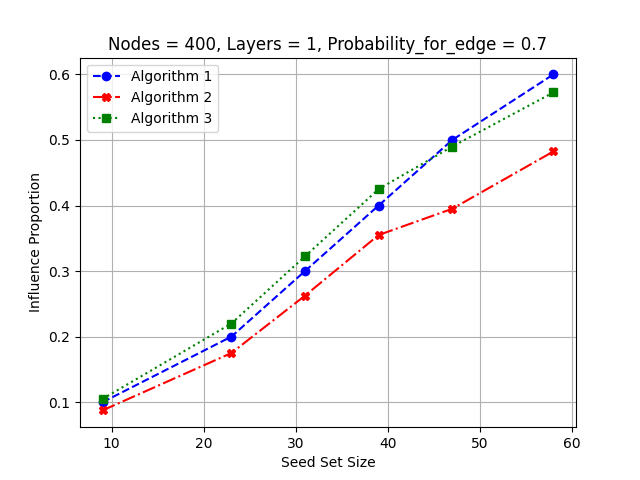 Nodes = 400, Layers = 1, Probability_for_edge = 0.7
Algorithm 1
Algorithm 2
Algorithm 3
Influence Proportion
0.6
0.5
0.4
0.3
0.2
0.1
10 20 30 40 50 60
Seed Set Size